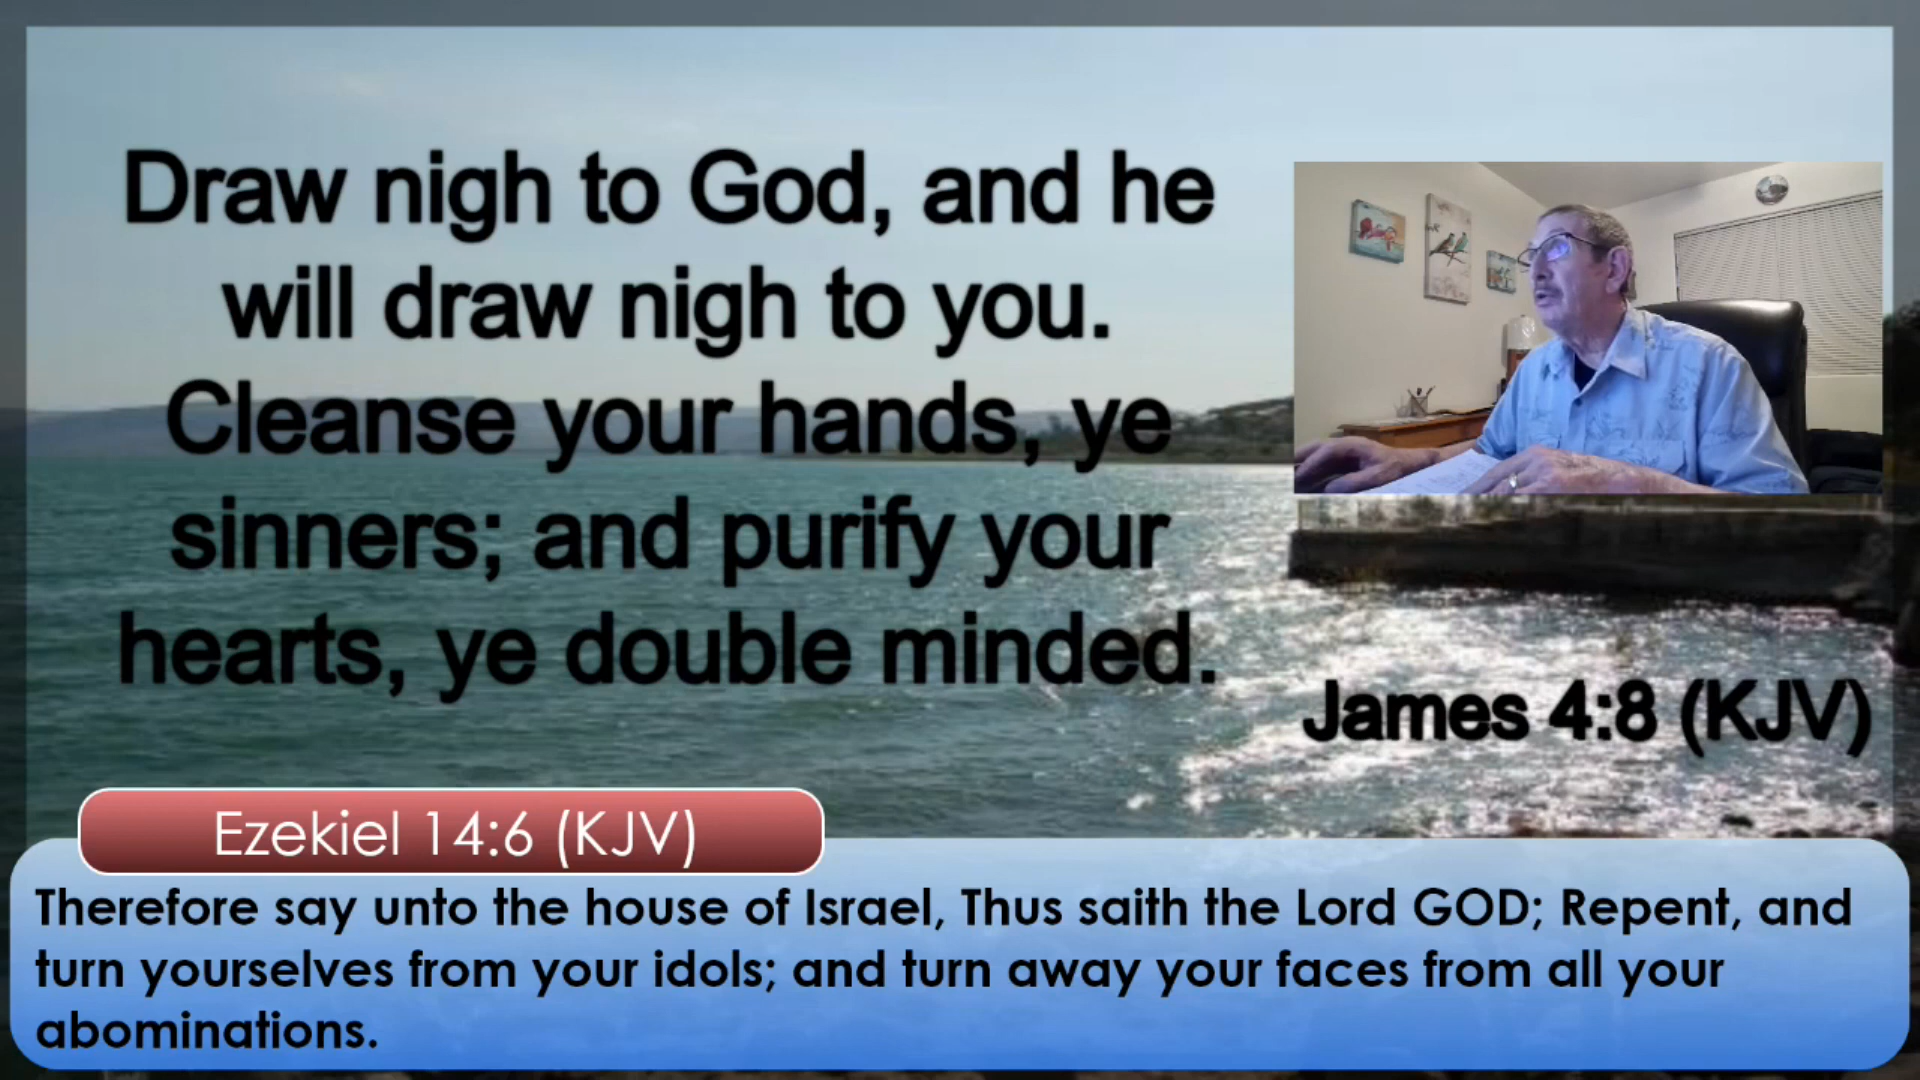 Draw nigh to God, and he
will draw nigh to you.
Cleanse your hands, ye
sinners; and purify your
hearts, ye double minded.
James 4:8 (KJV)
Ezekiel 14:6 (KJV)
Therefore say unto the house of Israel, Thus saith the Lord GOD; Repent, and
turn yourselves from your idols; and turn away your faces from all your
abominations.